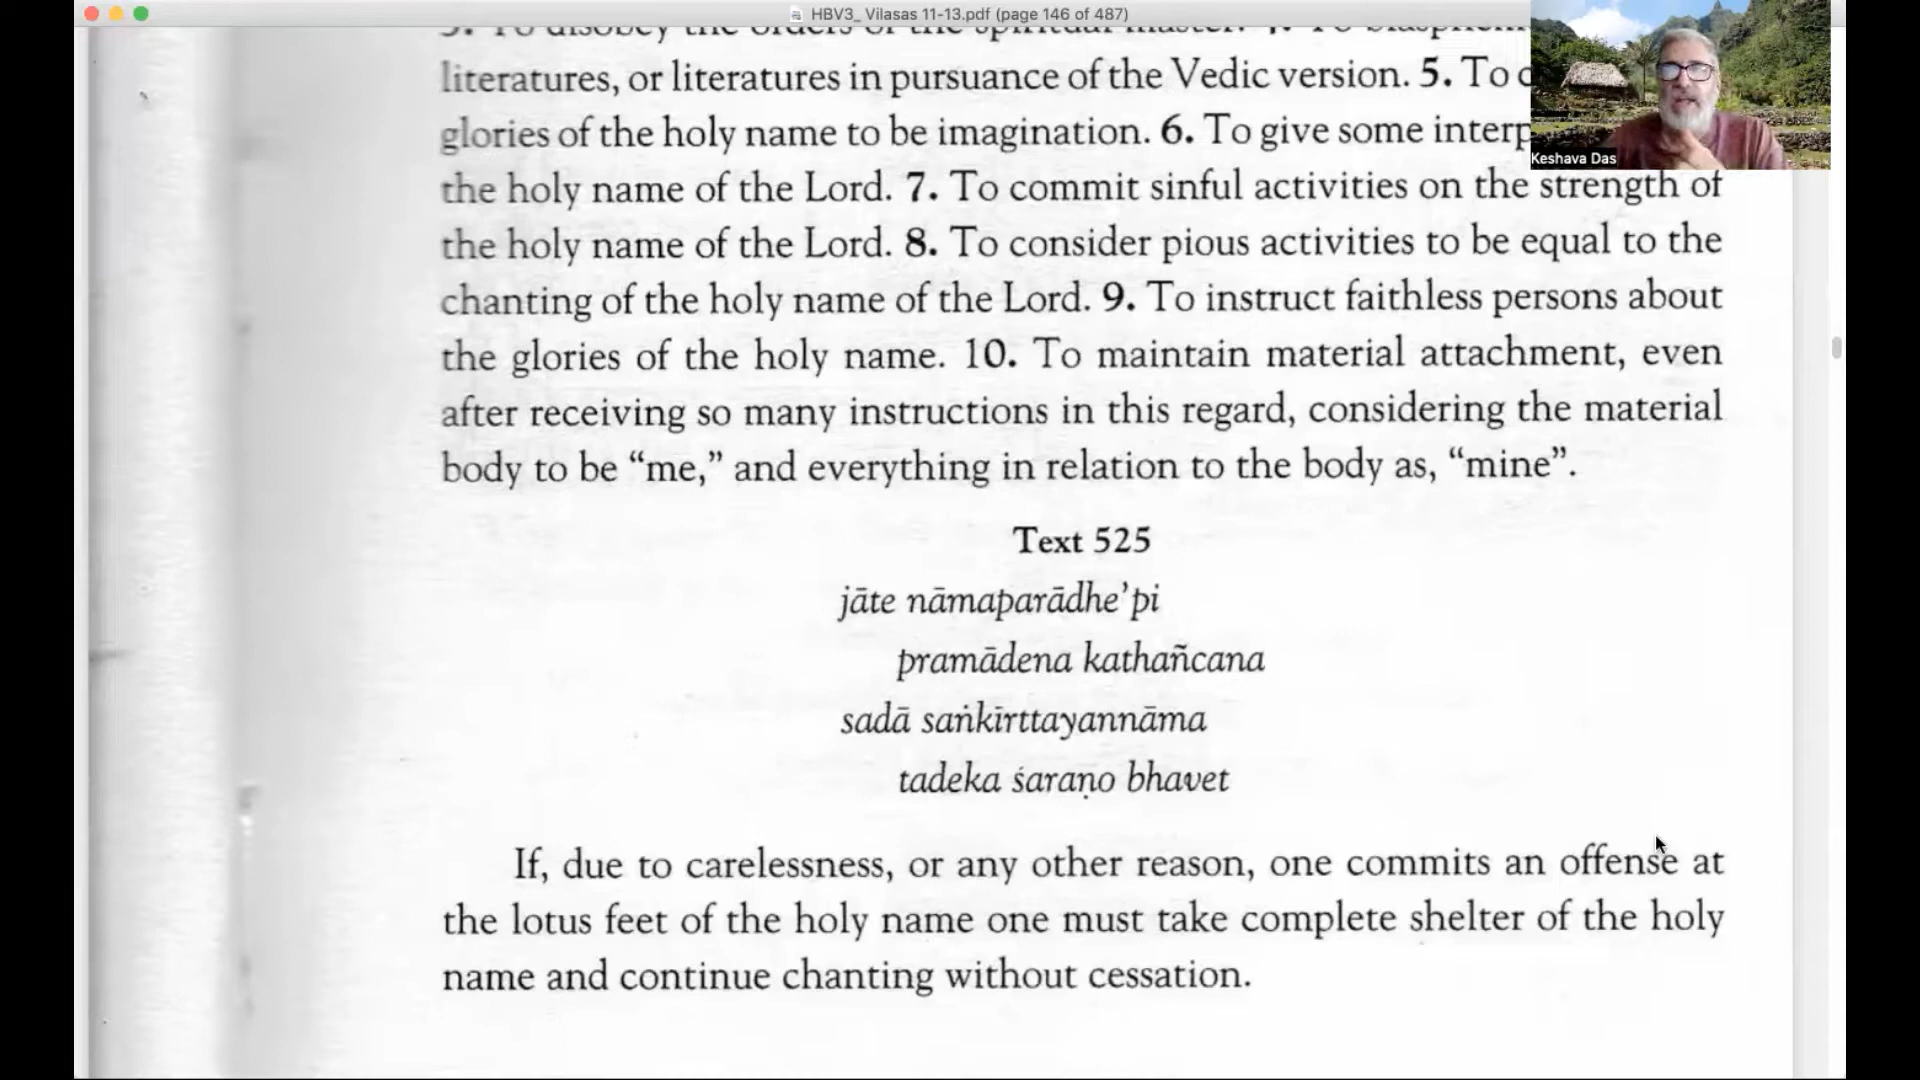 HBV3_ Vilasas 11-13.pdf (page 146 of 487)
literatures, or literatures in pursuance of the Vedic version. 5. To
glories of the holy name to be imagination. 6. To give some
the holy name of the Lord. 7. To commit sinful activities on the strength of
the holy name of the Lord. 8. To consider pious activities to be equal to the
chanting of the holy name of the Lord. 9. To instruct faithless persons about
the glories of the holy name. 10. To maintain material attachment, even
after receiving so many instructions in this regard, considering the material
body to be “me,” and everything in relation to the body as, “mine”.
Text 525
jāte nāmaparādhe’pi
pramādena kathañcana
sadā saṅkīrttayannāma
tadeka śaraṇo bhavet
If, due to carelessness, or any other reason, one commits an offense at
the lotus feet of the holy name one must take complete shelter of the holy
name and continue chanting without cessation.
Keshava Das